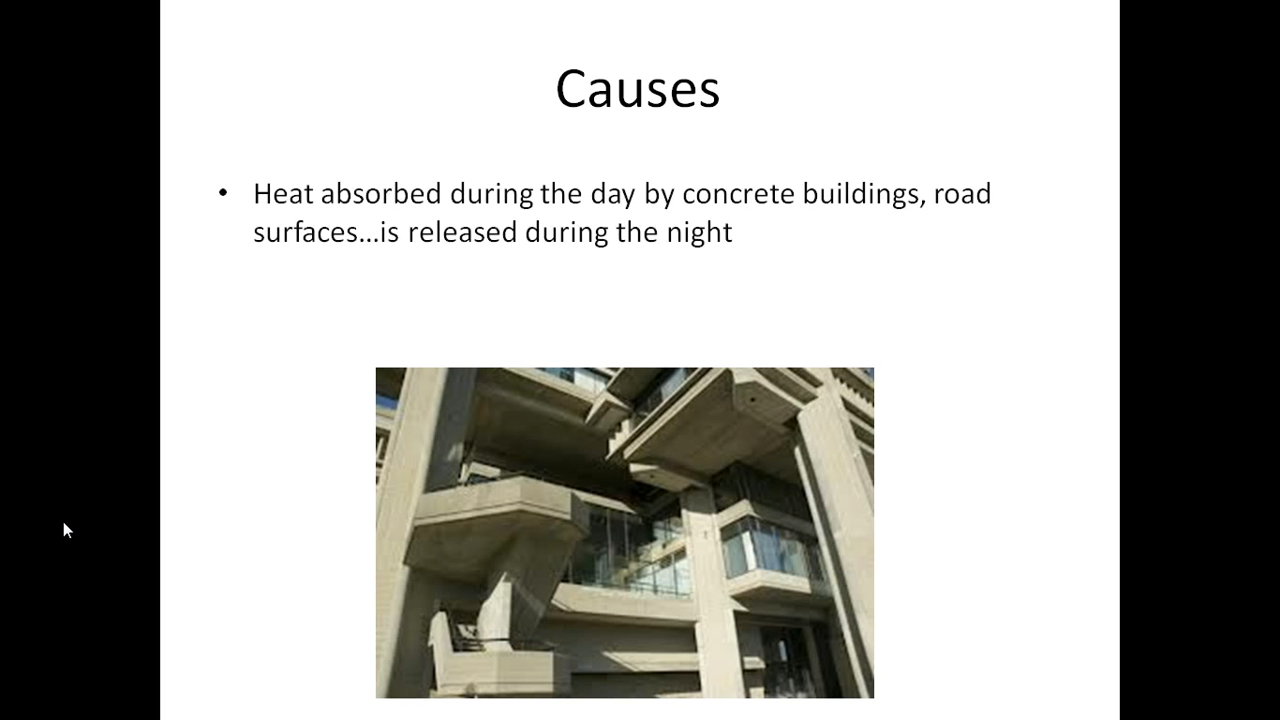 Causes
• Heat absorbed during the day by concrete buildings, road
surfaces...is released during the night